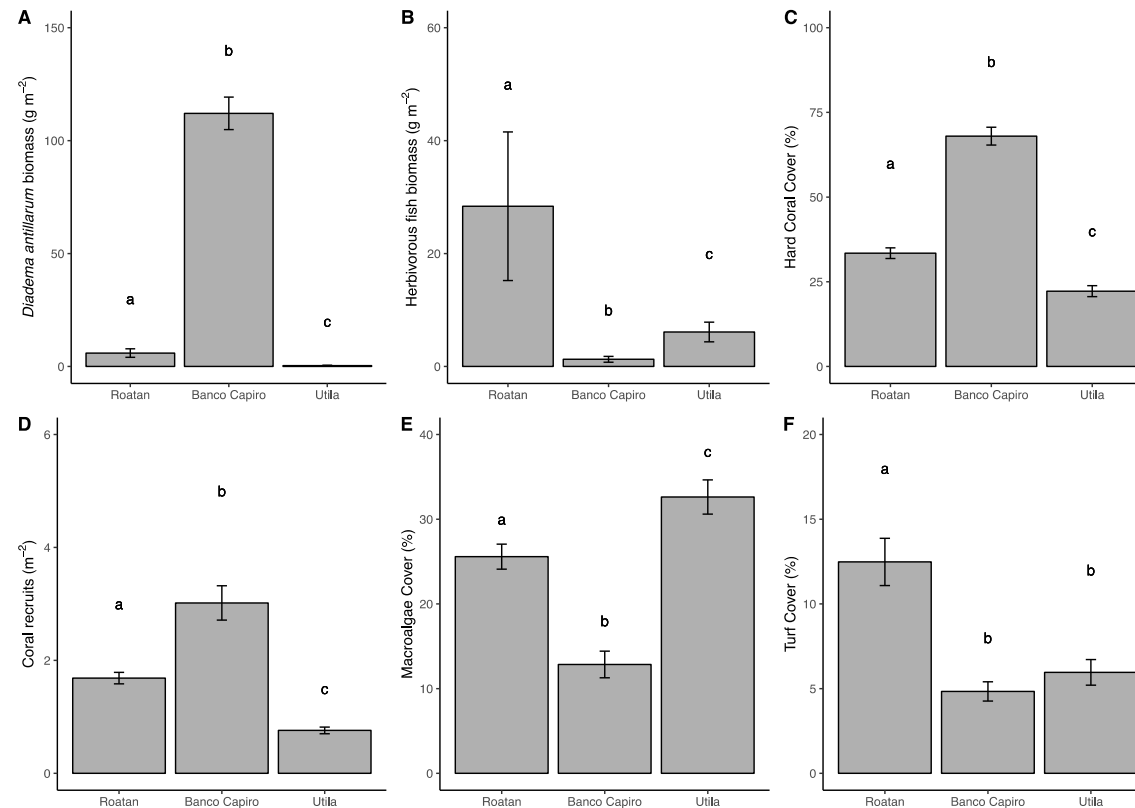 A
Diadema antillarum biomass (g m−2)
150
100
50
0
a
b
c
Roatan
Banco Capiro
Utila
B
Herbivorous fish biomass (g m−2)
60
40
20
0
a
b
c
Roatan
Banco Capiro
Utila
C
Hard Coral Cover (%)
100
75
50
25
0
a
b
c
Roatan
Banco Capiro
Utila
D
Coral recruits (m−2)
6
4
2
0
a
b
c
Roatan
Banco Capiro
Utila
E
Macroalgae Cover (%)
40
30
20
10
0
a
b
c
Roatan
Banco Capiro
Utila
F
Turf Cover (%)
20
15
10
5
0
a
b
b
Roatan
Banco Capiro
Utila